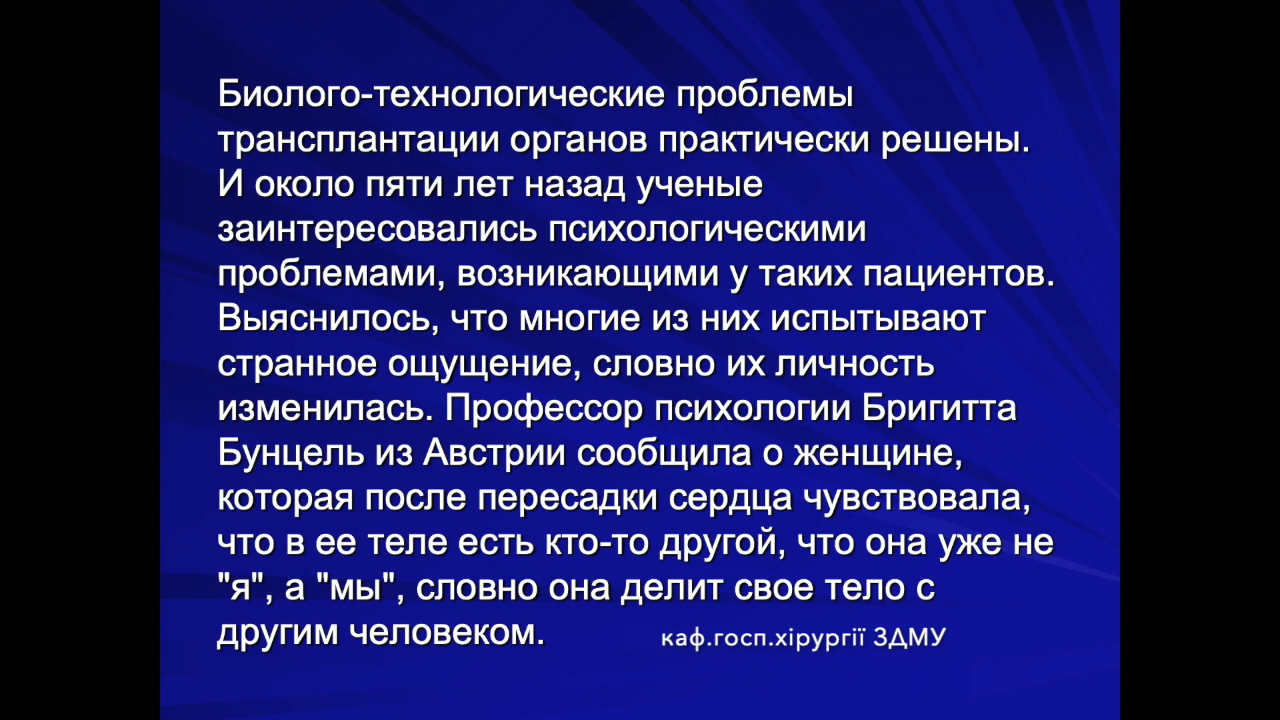 Биолого-технологические проблемы
трансплантации органов практически решены.
И около пяти лет назад ученые
заинтересовались психологическими
проблемами, возникающими у таких пациентов.
Выяснилось, что многие из них испытывают
странное ощущение, словно их личность
изменилась. Профессор психологии Бригитта
Бунцель из Австрии сообщила о женщине,
которая после пересадки сердца чувствовала,
что в ее теле есть кто-то другой, что она уже не
"я", а "мы", словно она делит свое тело с
другим человеком.
каф.госп.хірургії ЗДМУ